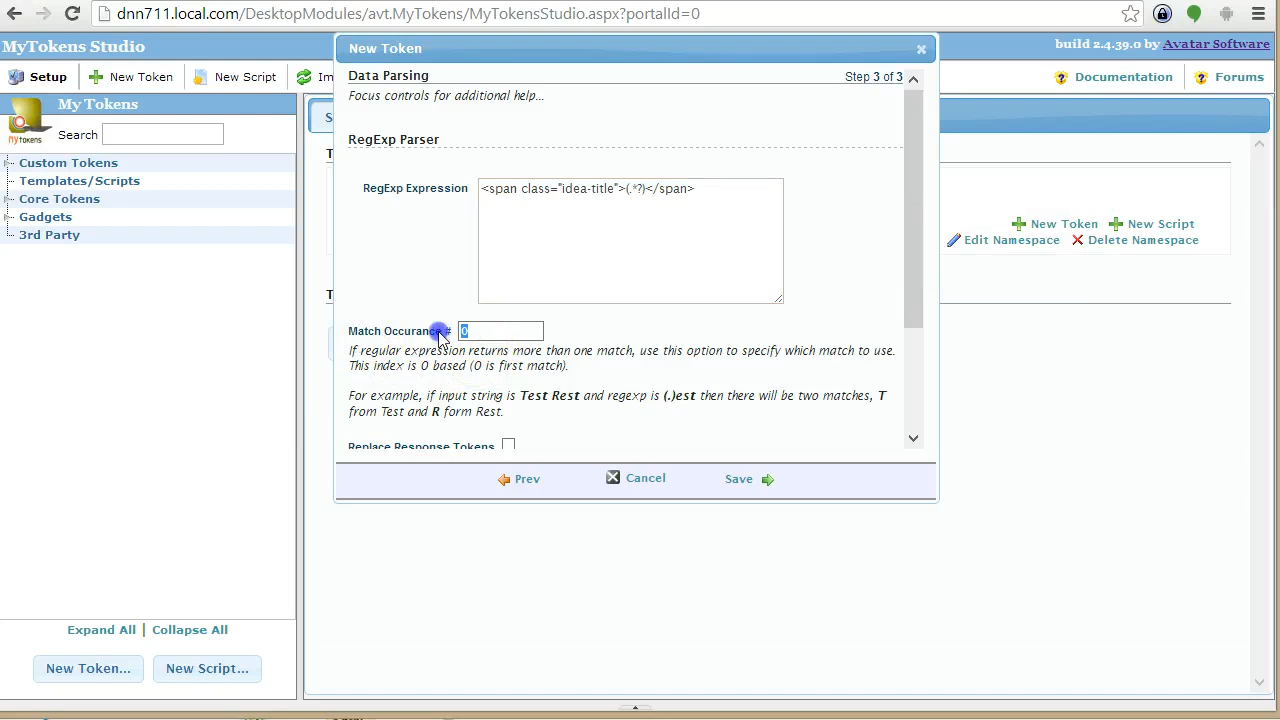 dnn711.local.com/DesktopModules/avt.MyTokens/MyTokensStudio.aspx?portalId=0
MyTokens Studio
build 2.4.39.0 by Avatar Software
Setup
New Token
New Script
Im
Documentation
Forums
My Tokens
my tokens
Search
Custom Tokens
Templates/Scripts
Core Tokens
Gadgets
3rd Party
Expand All | Collapse All
New Token...
New Script...
New Token
Data Parsing
Step 3 of 3
Focus controls for additional help...
RegExp Parser
RegExp Expression
<span class="idea-title">(.*?)</span>
Match Occurance #
0
If regular expression returns more than one match, use this option to specify which match to use.
This index is 0 based (0 is first match).
For example, if input string is Test Rest and regexp is (.)est then there will be two matches, T
from Test and R form Rest.
Replace Response Tokens
Prev
Cancel
Save
S
T
New Token
New Script
Edit Namespace
Delete Namespace
T